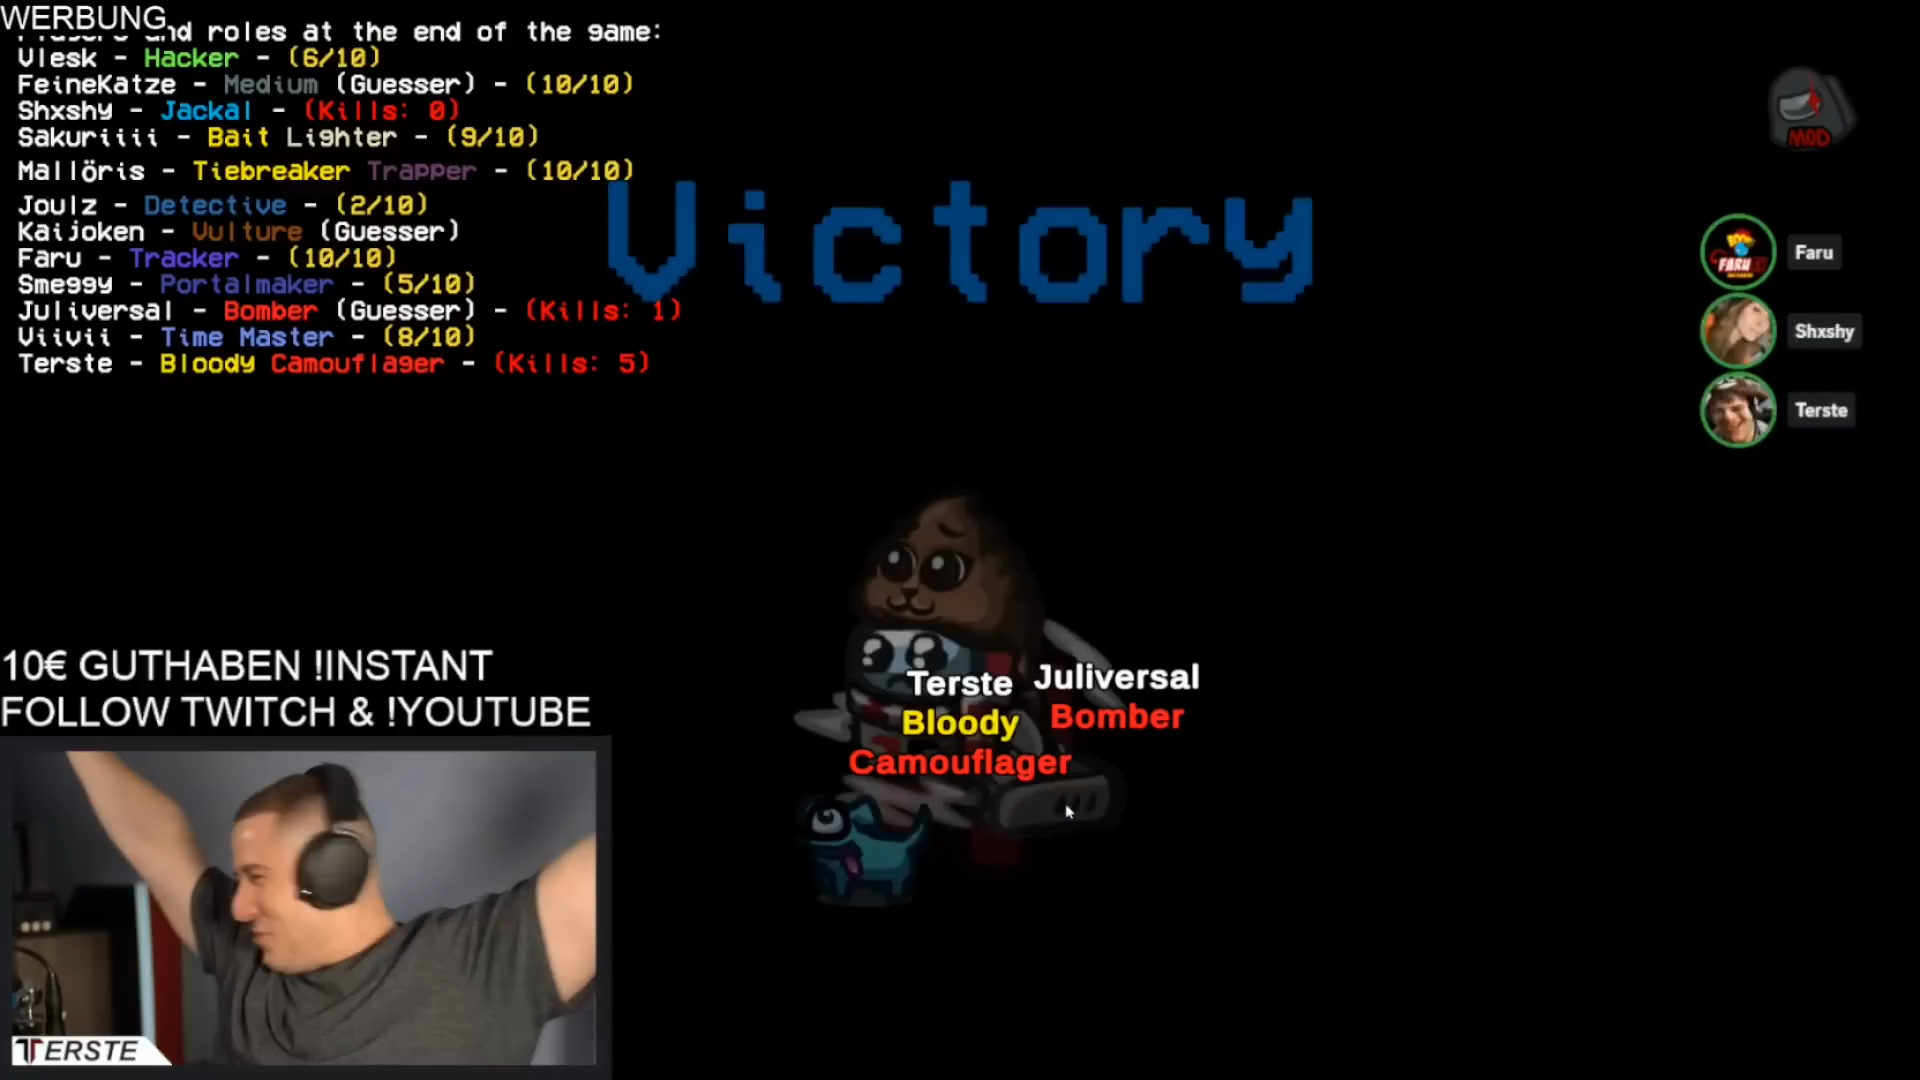 WERBUNG
and roles at the end of the game:
Vlesk - Hacker - (6/10)
FeineKatze - Medium (Guesser) - (10/10)
Shxshy - Jackal - (Kills: 0)
Sakuriiii - Bait Lighter - (9/10)
Mallöris - Tiebreaker Trapper - (10/10)
Joulz - Detective - (2/10)
Kaijoken - Vulture (Guesser)
Faru - Tracker - (10/10)
Smeggy - Portalmaker - (5/10)
Juliversal - Bomber (Guesser) - (Kills: 1)
Viivii - Time Master - (8/10)
Terste - Bloody Camouflager - (Kills: 5)
Victory
MOD
Faru
Shxshy
Terste
Terste
Bloody
Camouflager
Juliversal
Bomber
10€ GUTHABEN !INSTANT
FOLLOW TWITCH & !YOUTUBE
TERSTE